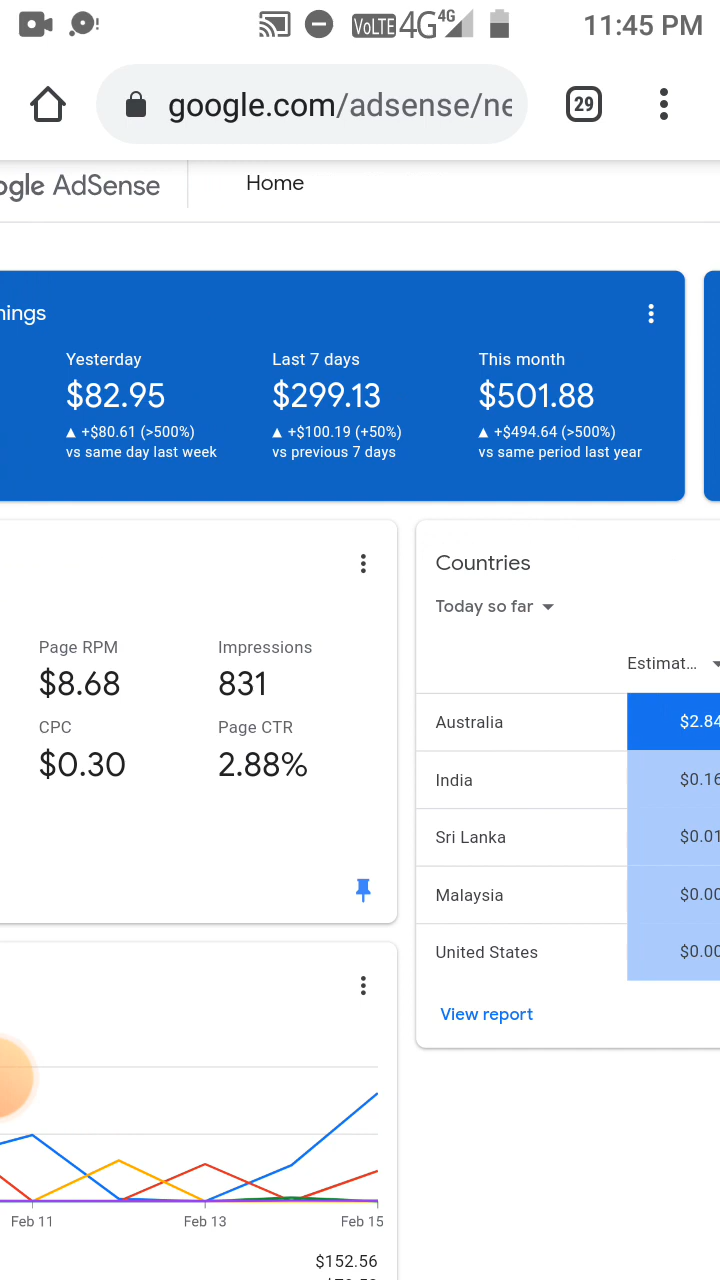 VoLTE 4G 4G 11:45 PM
google.com/adsense/ne
29
ogle AdSense Home
nings
Yesterday Last 7 days This month
$82.95 $299.13 $501.88
▲ +$80.61 (>500%) ▲ +$100.19 (+50%) ▲ +$494.64 (>500%)
vs same day last week vs previous 7 days vs same period last year
Page RPM Impressions
$8.68 831
CPC Page CTR
$0.30 2.88%
Countries
Today so far
Estimat...
Australia $2.84
India $0.16
Sri Lanka $0.01
Malaysia $0.00
United States $0.00
View report
Feb 11 Feb 13 Feb 15
$152.56